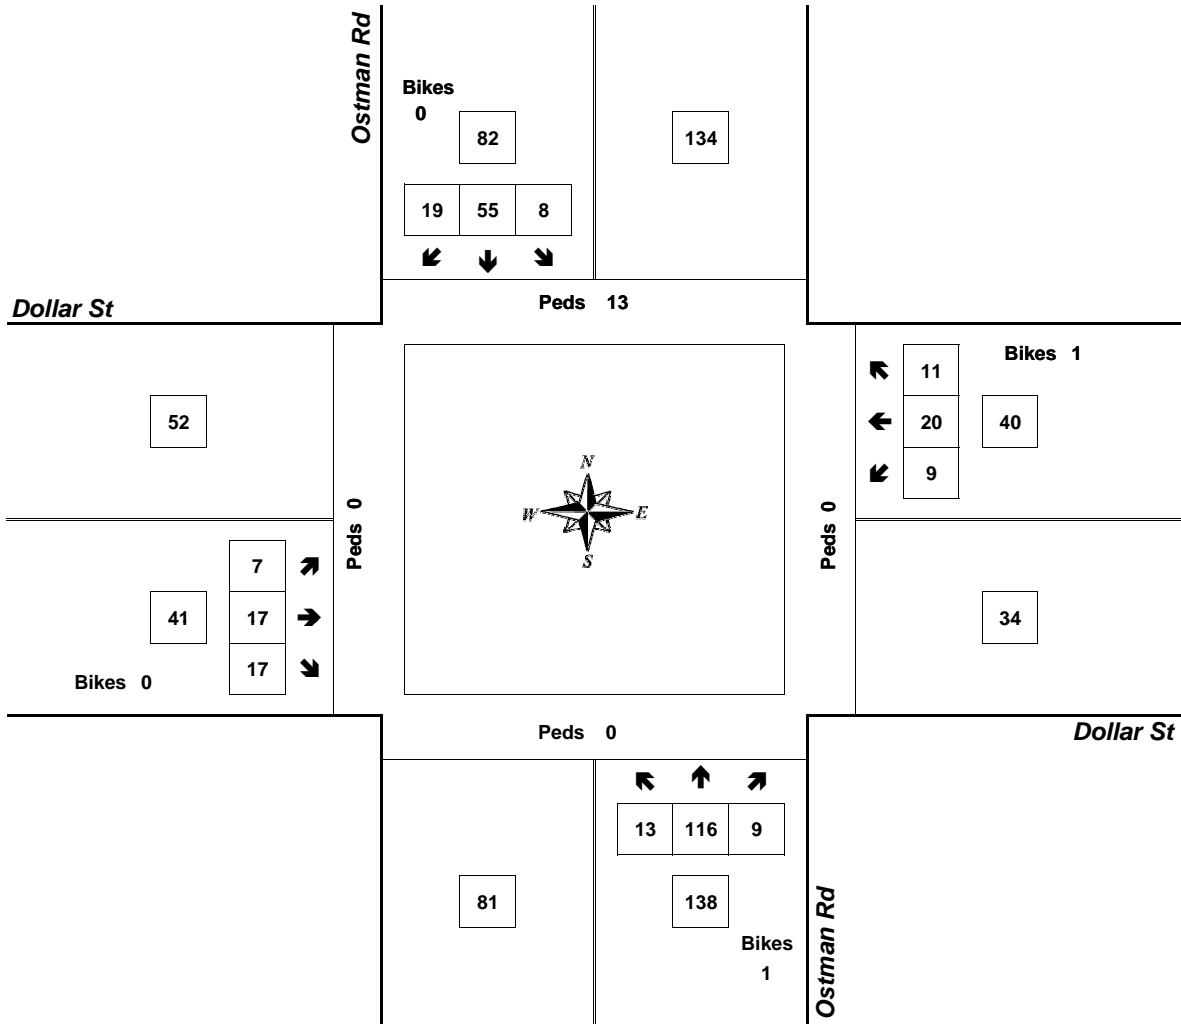 Ostman Rd
Bikes
0
82
134
19 55 8
Peds 13
Dollar St
Bikes 1
11
52
20
40
9
N
W E
S
Peds 0
Peds 0
7
41
17
34
17
Bikes 0
Peds 0
Dollar St
13 116 9
81
138
Bikes
1
Ostman Rd